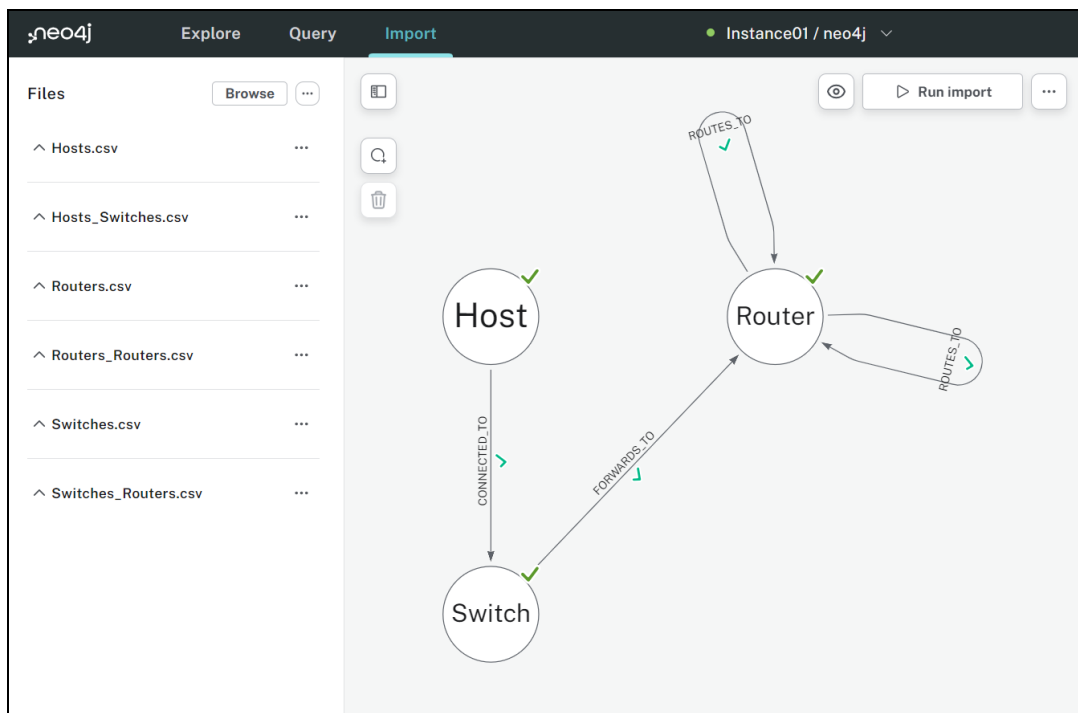 neo4j
Explore
Query
Import
Instance01 / neo4j
Files
Browse
Hosts.csv
Hosts_Switches.csv
Routers.csv
Routers_Routers.csv
Switches.csv
Switches_Routers.csv
Run import
ROUTES_TO
Host
Router
ROUTES_TO
CONNECTED_TO
FORWARDS_TO
Switch